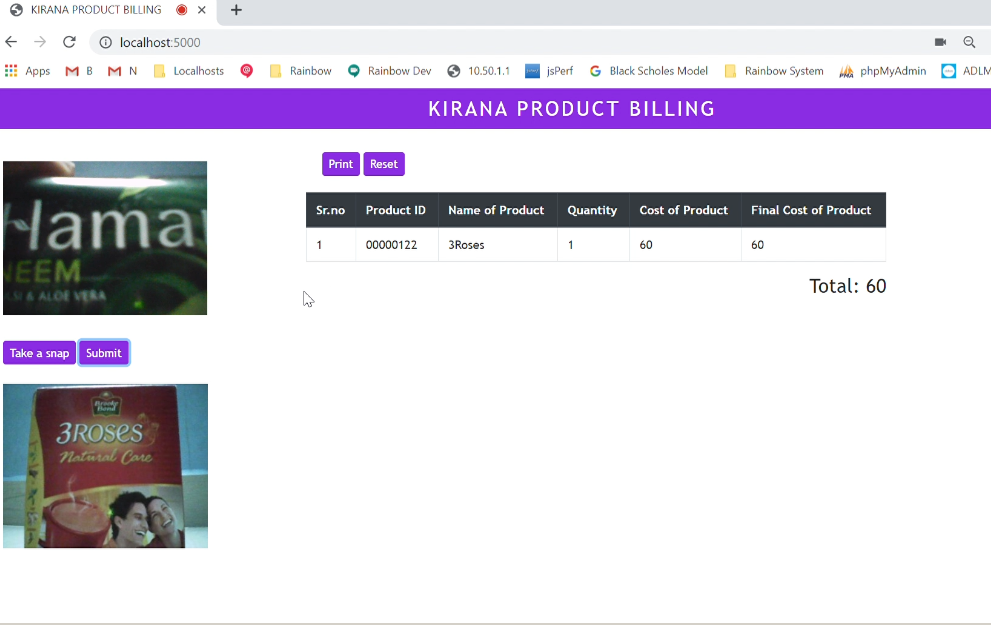 KIRANA PRODUCT BILLING
localhost:5000
Apps M B M N Localhosts Rainbow Rainbow Dev 10.50.1.1 jsPerf G Black Scholes Model Rainbow System PMA phpMyAdmin ADLM
KIRANA PRODUCT BILLING
Hama
NEEM
& ALOE VERA
Take a snap Submit
Brooke
Bond
3ROSES
Natural Care
Print Reset
Sr.no Product ID Name of Product Quantity Cost of Product Final Cost of Product
1 00000122 3Roses 1 60 60
Total: 60